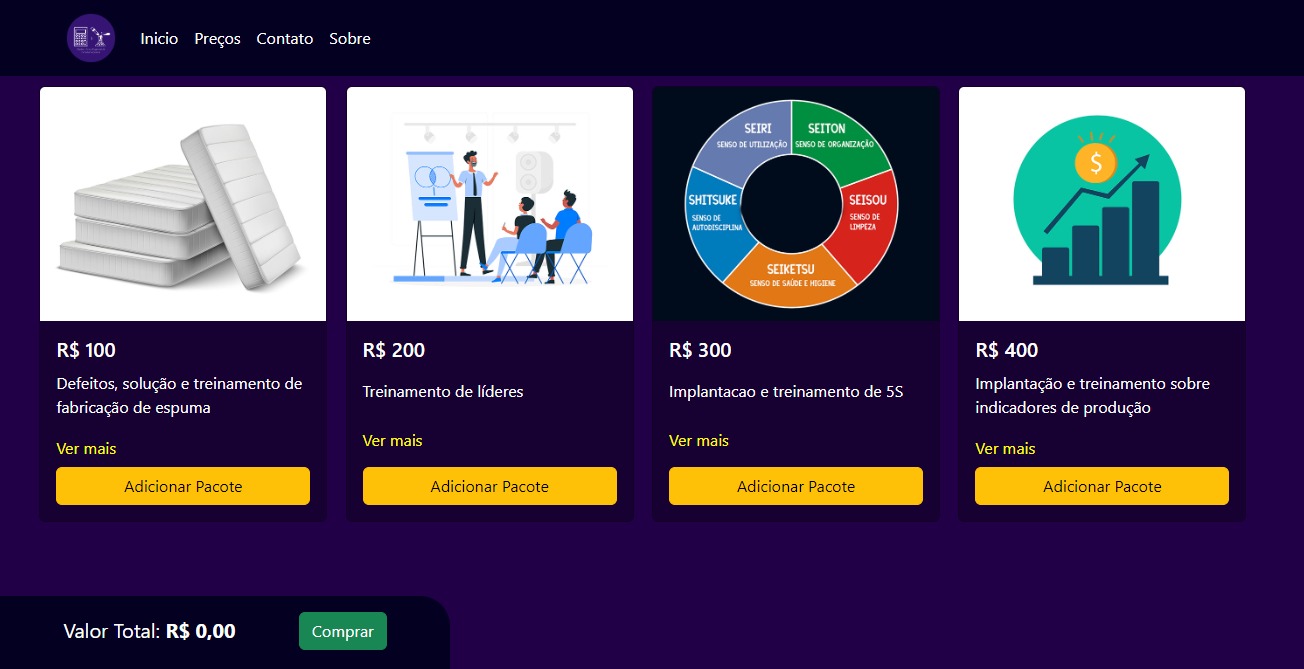 Inicio Preços Contato Sobre
SEIRI
SENSO DE UTILIZAÇÃO
SEITON
SENSO DE ORGANIZAÇÃO
SHITSUKE
SENSO DE
AUTODISCIPLINA
SEISOU
SENSO DE
LIMPEZA
SEIKETSU
SENSO DE SAÚDE E HIGIENE
$
R$ 100
Defeitos, solução e treinamento de
fabricação de espuma
Ver mais
Adicionar Pacote
R$ 200
Treinamento de líderes
Ver mais
Adicionar Pacote
R$ 300
Implantacao e treinamento de 5S
Ver mais
Adicionar Pacote
R$ 400
Implantação e treinamento sobre
indicadores de produção
Ver mais
Adicionar Pacote
Valor Total: R$ 0,00
Comprar